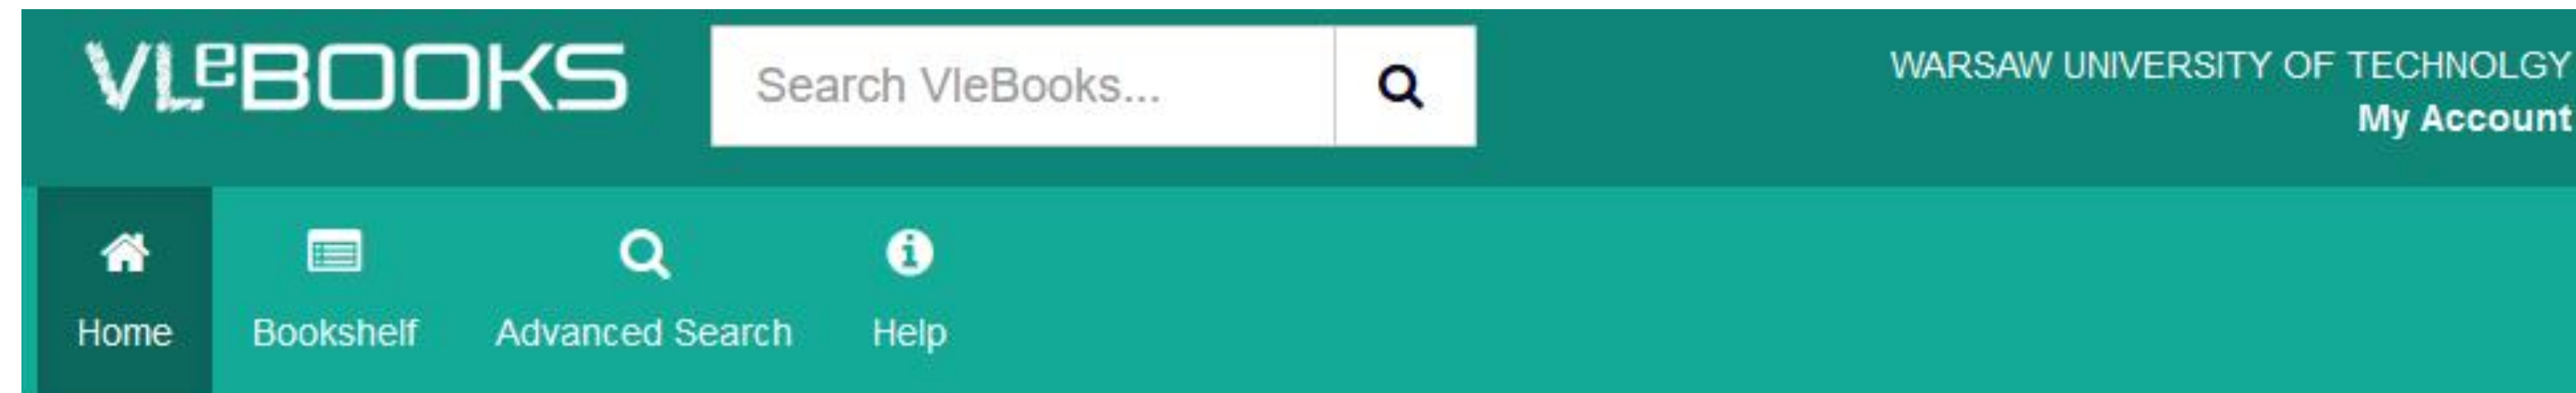 VLeBOOKS
Search VleBooks...
WARSAW UNIVERSITY OF TECHNOLGY
My Account
Home
Bookshelf
Advanced Search
Help